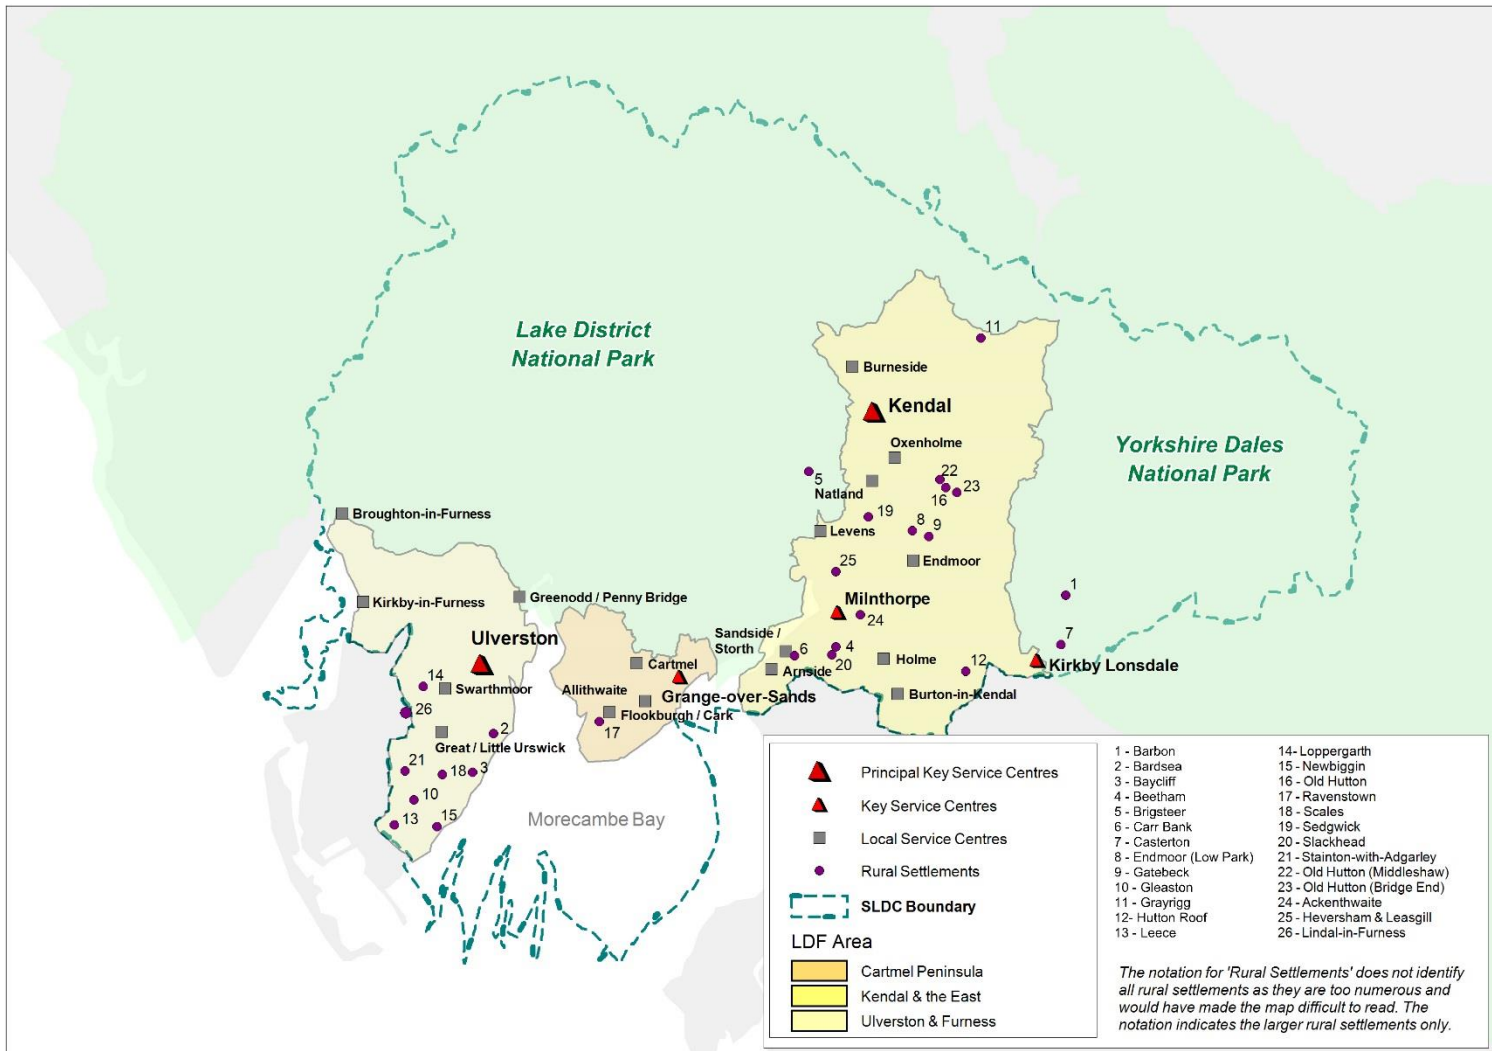 Lake District
National Park
Yorkshire Dales
National Park
11
Burneside
Kendal
Oxenholme
5
Natland
22
16
23
19
8
9
Levens
Endmoor
25
Broughton-in-Furness
Kirkby-in-Furness
Greenodd / Penny Bridge
Ulverston
Milnthorpe
24
1
7
Sandside /
Storth
6
4
20
Arnside
Holme
12
Kirkby Lonsdale
Burton-in-Kendal
Cartmel
Allithwaite
Grange-over-Sands
Flookburgh / Cark
17
14
Swarthmoor
26
2
Great / Little Urswick
21
18
3
10
13
15
Morecambe Bay
Principal Key Service Centres
Key Service Centres
Local Service Centres
Rural Settlements
SLDC Boundary
LDF Area
Cartmel Peninsula
Kendal & the East
Ulverston & Furness
1 - Barbon
2 - Bardsea
3 - Baycliff
4 - Beetham
5 - Brigsteer
6 - Carr Bank
7 - Casterton
8 - Endmoor (Low Park)
9 - Gatebeck
10 - Gleaston
11 - Grayrigg
12- Hutton Roof
13 - Leece
14- Loppergarth
15 - Newbiggin
16 - Old Hutton
17 - Ravenstown
18 - Scales
19 - Sedgwick
20 - Slackhead
21 - Stainton-with-Adgarley
22 - Old Hutton (Middleshaw)
23 - Old Hutton (Bridge End)
24 - Ackenthwaite
25 - Heversham & Leasgill
26 - Lindal-in-Furness
The notation for 'Rural Settlements' does not identify
all rural settlements as they are too numerous and
would have made the map difficult to read. The
notation indicates the larger rural settlements only.